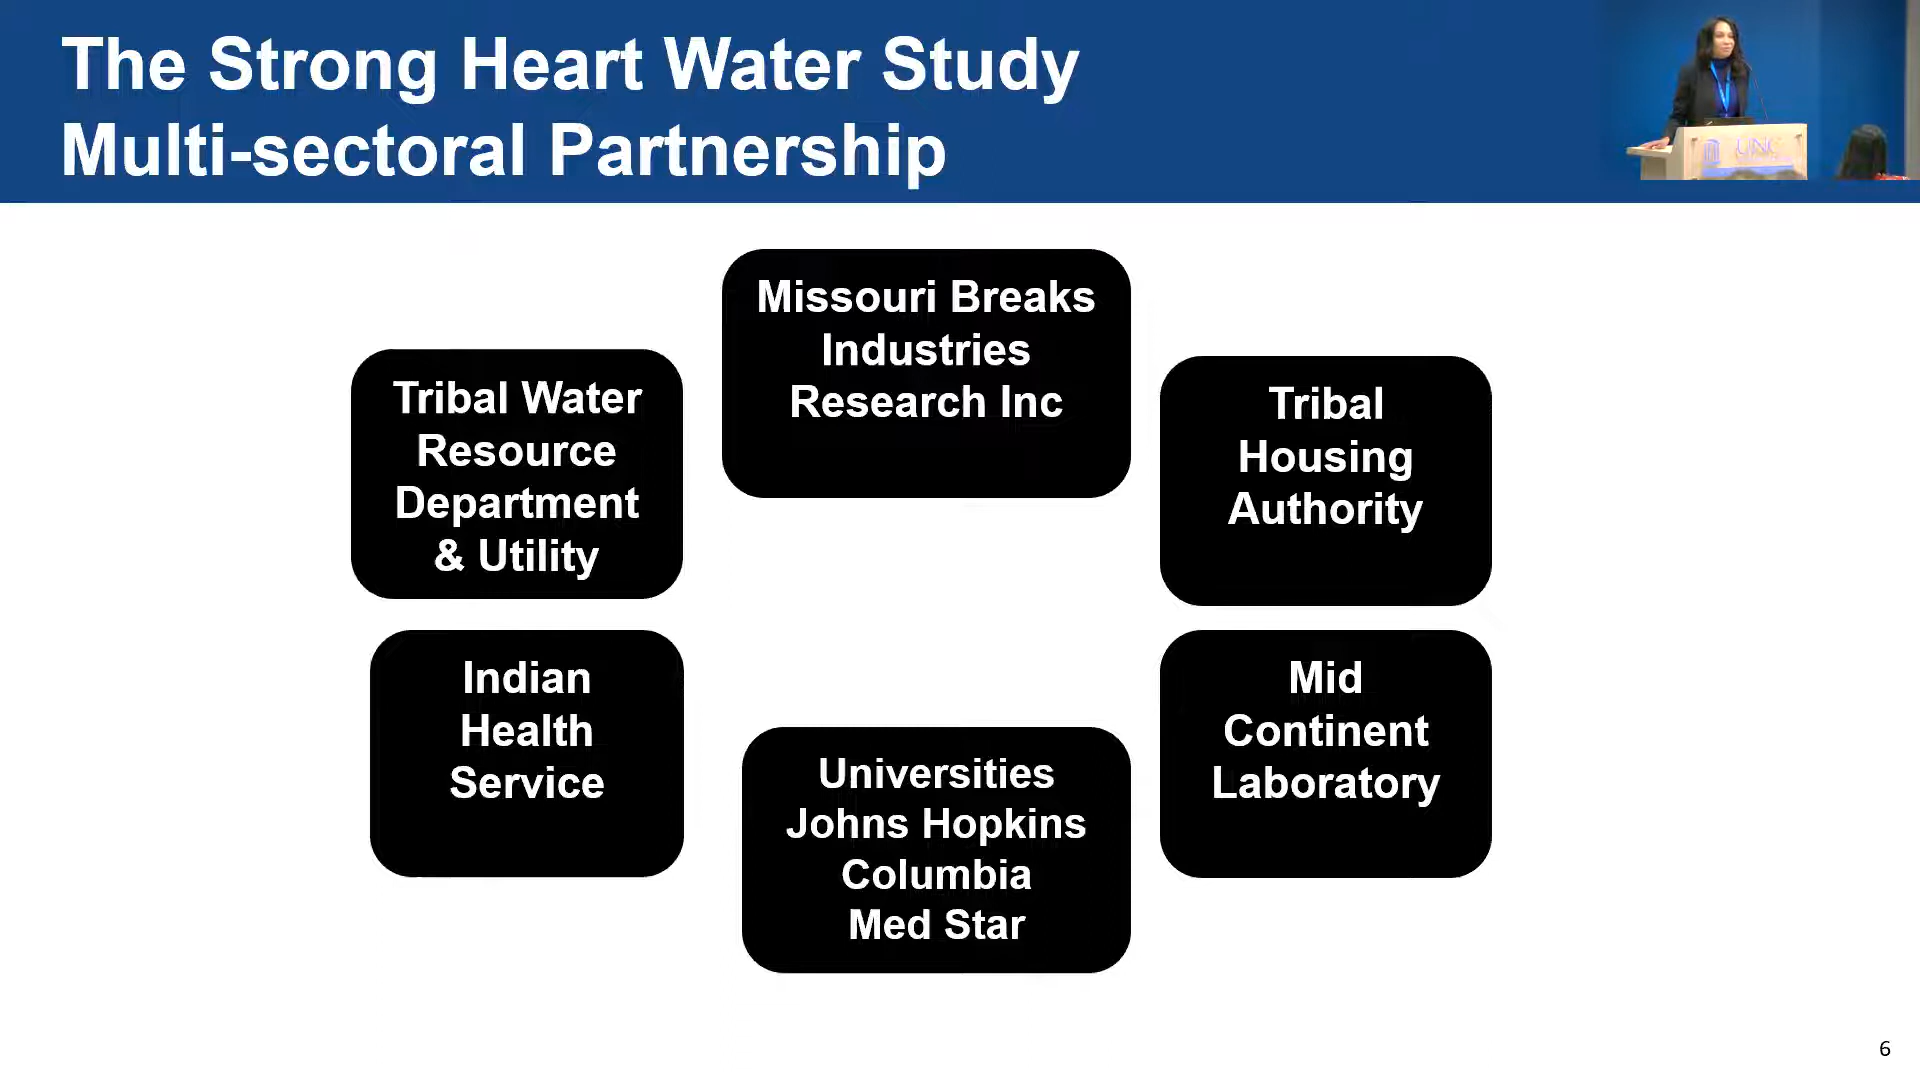 The Strong Heart Water Study
Multi-sectoral Partnership
UNC
Missouri Breaks
Industries
Research Inc
Tribal Water
Resource
Department
& Utility
Tribal
Housing
Authority
Indian
Health
Service
Mid
Continent
Laboratory
Universities
Johns Hopkins
Columbia
Med Star
6